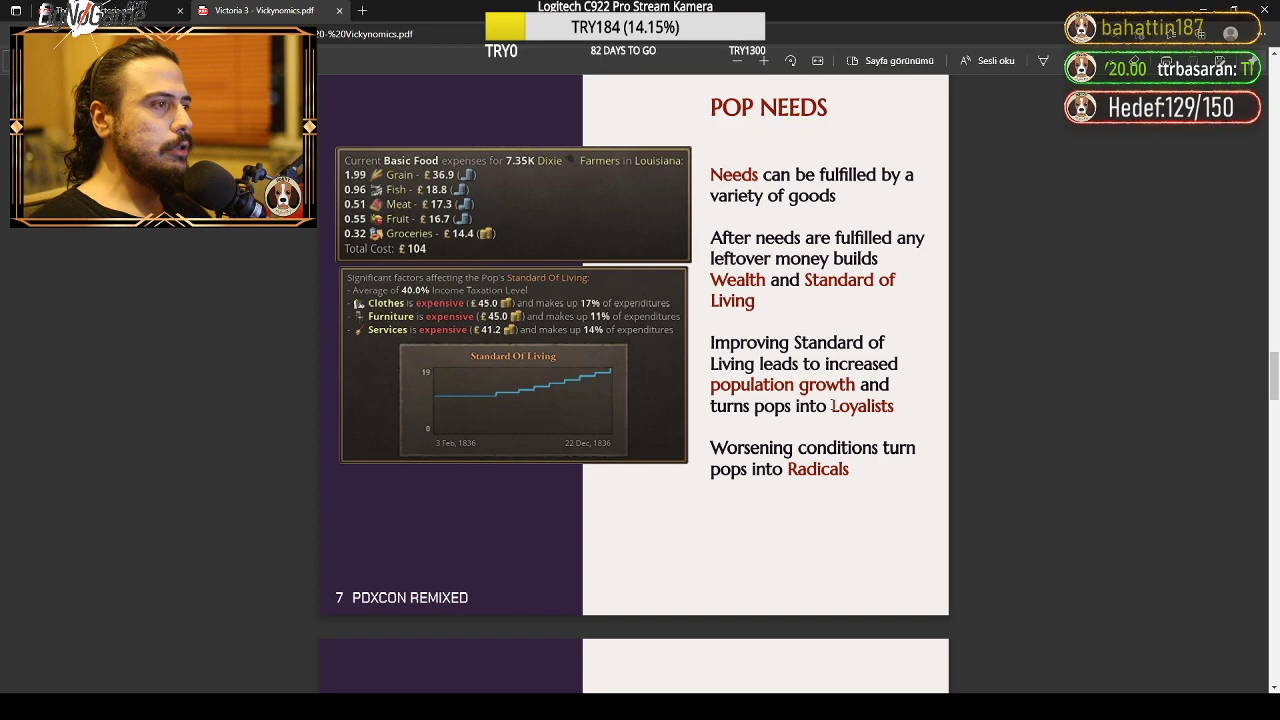 Logitech C922 Pro Stream Kamera
Victoria 3 - Vickynomics.pdf
TRY184 (14.15%)
TRY0
82 DAYS TO GO
TRY1300
20-%20Vickynomics.pdf
Sayfa görünümü
Sesli oku
bahattin187
20.00 ttrbasaran:
Hedef:129/150
POP NEEDS
Current Basic Food expenses for 7.35K Dixie Farmers in Louisiana:
1.99 Grain - £ 36.9
0.96 Fish - £ 18.8
0.51 Meat - £ 17.3
0.55 Fruit - £ 16.7
0.32 Groceries - £ 14.4
Total Cost: £ 104
Significant factors affecting the Pop's Standard Of Living:
- Average of 40.0% Income Taxation Level
- Clothes is expensive (£ 45.0 ) and makes up 17% of expenditures
- Furniture is expensive (£ 45.0 ) and makes up 11% of expenditures
- Services is expensive (£ 41.2 ) and makes up 14% of expenditures
Standard Of Living
19
0
3 Feb, 1836
22 Dec, 1836
Needs can be fulfilled by a
variety of goods
After needs are fulfilled any
leftover money builds
Wealth and Standard of
Living
Improving Standard of
Living leads to increased
population growth and
turns pops into Loyalists
Worsening conditions turn
pops into Radicals
7 PDXCON REMIXED